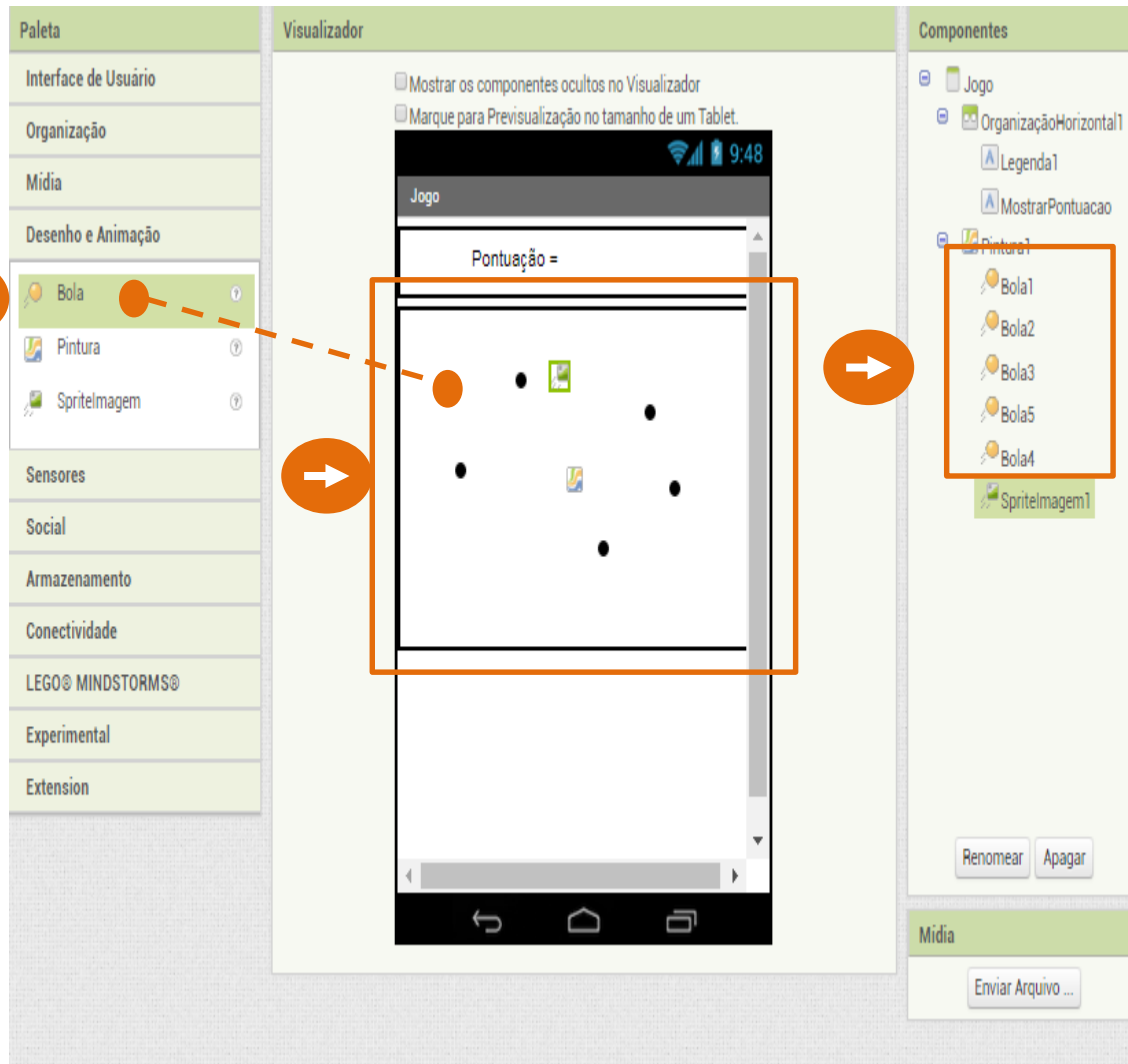 Paleta
Interface de Usuário
Organização
Mídia
Desenho e Animação
Bola
Pintura
SpriteImagem
Sensores
Social
Armazenamento
Conectividade
LEGO® MINDSTORMS®
Experimental
Extension
Visualizador
Mostrar os componentes ocultos no Visualizador
Marque para Previsualização no tamanho de um Tablet.
9:48
Jogo
Pontuação =
Componentes
Jogo
OrganizaçãoHorizontal1
Legenda1
MostrarPontuacao
Pintura1
Bola1
Bola2
Bola3
Bola5
Bola4
SpriteImagem1
Renomear Apagar
Mídia
Enviar Arquivo ...